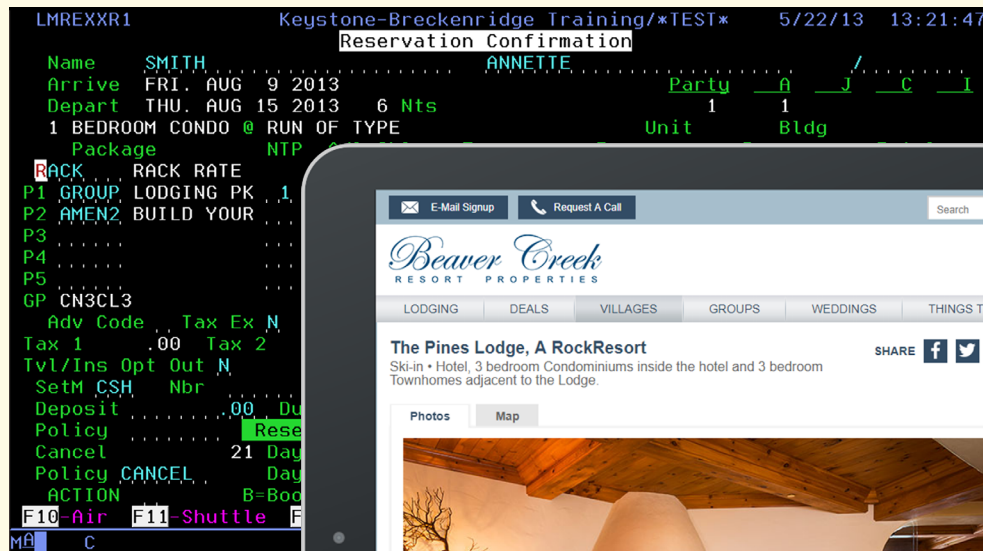 LMREXXR1 Keystone-Breckenridge Training/*TEST* 5/22/13 13:21:47
Reservation Confirmation
Name SMITH ANNETTE /
Arrive FRI. AUG 9 2013 Party A J C I
Depart THU. AUG 15 2013 6 Nts 1 1
1 BEDROOM CONDO @ RUN OF TYPE Unit Bldg
Package NTP
RACK RACK RATE
P1 GROUP LODGING PK 1
P2 AMEN2 BUILD YOUR
P3
P4
P5
GP CN3CL3
Adv Code Tax Ex N
Tax 1 .00 Tax 2
Tvl/Ins Opt Out N
SetM CSH Nbr
Deposit .00 Du
Policy Rese
Cancel 21 Day
Policy CANCEL Day
ACTION B=Boo
F10-Air F11-Shuttle F
MA C
E-Mail Signup Request A Call Search
Beaver Creek
RESORT PROPERTIES
LODGING DEALS VILLAGES GROUPS WEDDINGS THINGS T
The Pines Lodge, A RockResort SHARE
Ski-in • Hotel, 3 bedroom Condominiums inside the hotel and 3 bedroom
Townhomes adjacent to the Lodge.
Photos Map